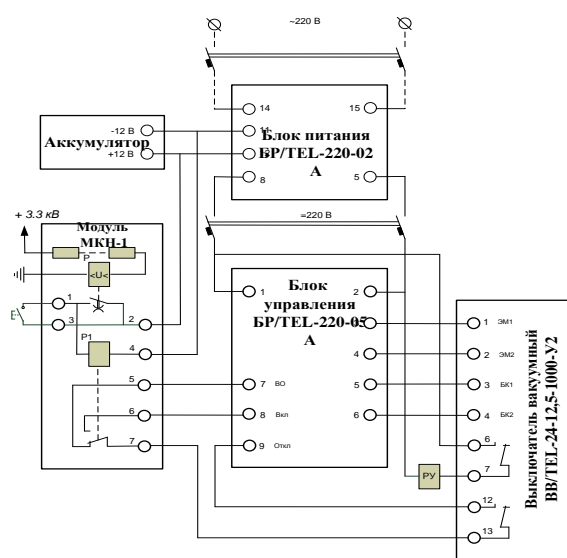 ~220 В
14
15
11
Блок питания
-12 В
Аккумулятор
+12 В
БР/TEL-220-02
А
8
5
+ 3.3 кВ
Модуль
МКН-1
=220 В
Р
<U<
Блок
управления
БР/TEL-220-05
А
1
2
1
3
2
Р1
4
5
6
7
7
ВО
8
Вкл
9
Откл
4
5
6
1
ЭМ1
2
ЭМ2
3
БК1
4
БК2
6
7
РУ
12
13
Выключатель вакуумный
ВВ/TEL-24-12,5-1000-У2